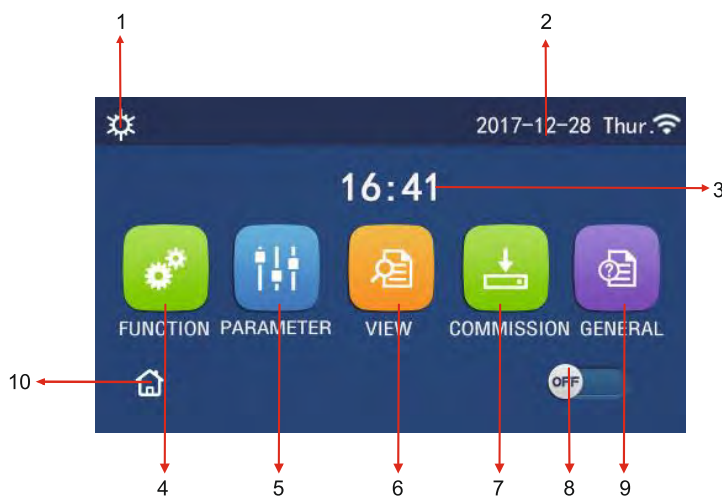 1 2
2017-12-28 Thur.
16:41 3
FUNCTION PARAMETER VIEW COMMISSION GENERAL
10 OFF
4 5 6 7 8 9